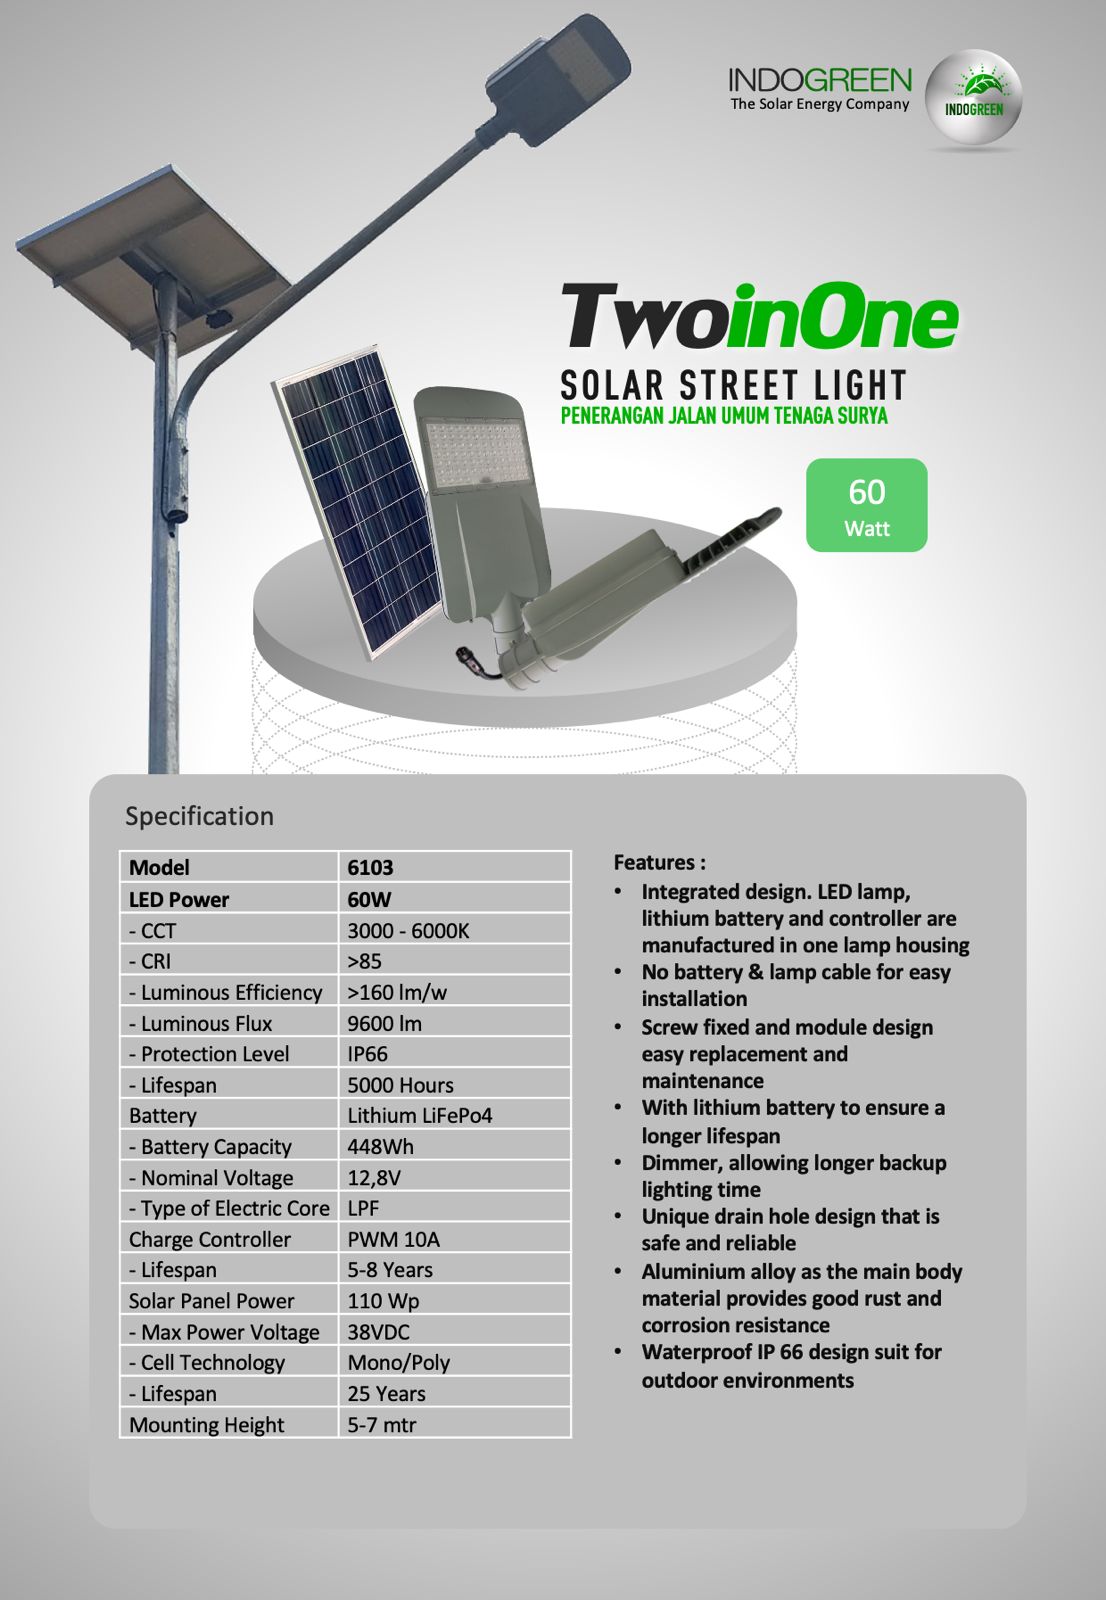 INDOGREEN
The Solar Energy Company
INDOGREEN
TwoinOne
SOLAR STREET LIGHT
PENERANGAN JALAN UMUM TENAGA SURYA
60
Watt
Specification
Model 6103
LED Power 60W
- CCT 3000 - 6000K
- CRI >85
- Luminous Efficiency >160 lm/w
- Luminous Flux 9600 lm
- Protection Level IP66
- Lifespan 5000 Hours
Battery Lithium LiFePo4
- Battery Capacity 448Wh
- Nominal Voltage 12,8V
- Type of Electric Core LPF
Charge Controller PWM 10A
- Lifespan 5-8 Years
Solar Panel Power 110 Wp
- Max Power Voltage 38VDC
- Cell Technology Mono/Poly
- Lifespan 25 Years
Mounting Height 5-7 mtr
Features :
• Integrated design. LED lamp,
lithium battery and controller are
manufactured in one lamp housing
• No battery & lamp cable for easy
installation
• Screw fixed and module design
easy replacement and
maintenance
• With lithium battery to ensure a
longer lifespan
• Dimmer, allowing longer backup
lighting time
• Unique drain hole design that is
safe and reliable
• Aluminium alloy as the main body
material provides good rust and
corrosion resistance
• Waterproof IP 66 design suit for
outdoor environments